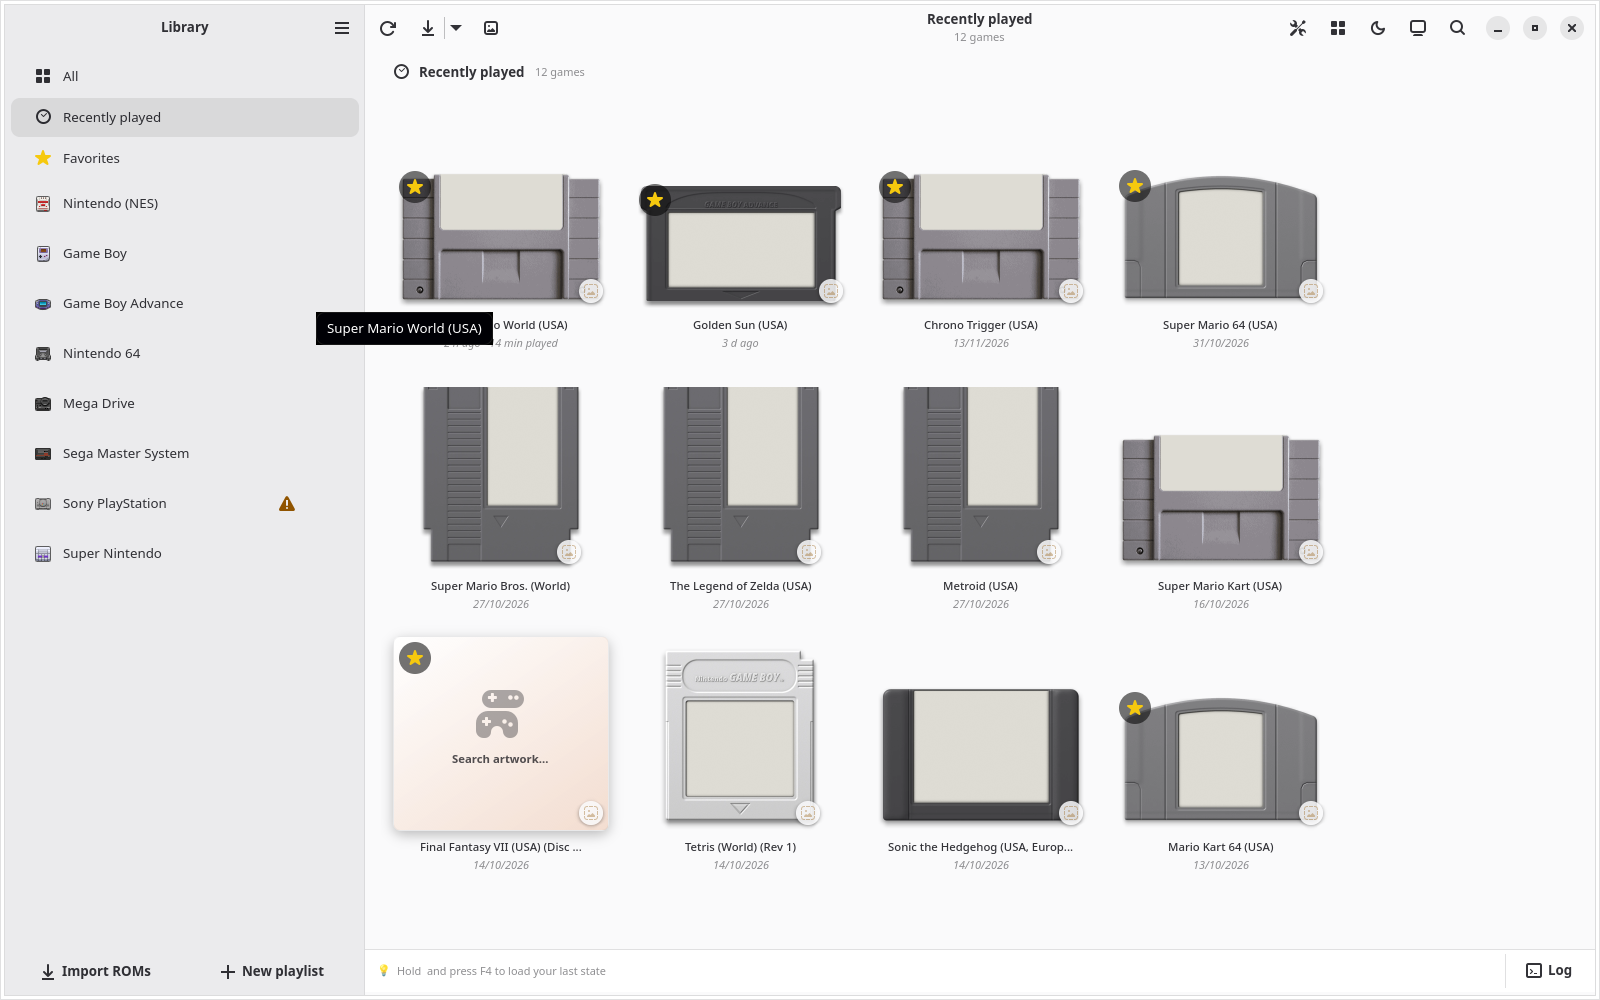 Library
Recently played
12 games
All
Recently played
Favorites
Nintendo (NES)
Game Boy
Game Boy Advance
Nintendo 64
Mega Drive
Sega Master System
Sony PlayStation
Super Nintendo
Import ROMs
New playlist
Recently played 12 games
GAME BOY ADVANCE
Super Mario World (USA)
o World (USA)
4 min played
Golden Sun (USA)
3 d ago
Chrono Trigger (USA)
13/11/2026
Super Mario 64 (USA)
31/10/2026
Super Mario Bros. (World)
27/10/2026
The Legend of Zelda (USA)
27/10/2026
Metroid (USA)
27/10/2026
Super Mario Kart (USA)
16/10/2026
Search artwork...
Final Fantasy VII (USA) (Disc ...
14/10/2026
Nintendo GAME BOY
Tetris (World) (Rev 1)
14/10/2026
Sonic the Hedgehog (USA, Europ...
14/10/2026
Mario Kart 64 (USA)
13/10/2026
Hold  and press F4 to load your last state
Log